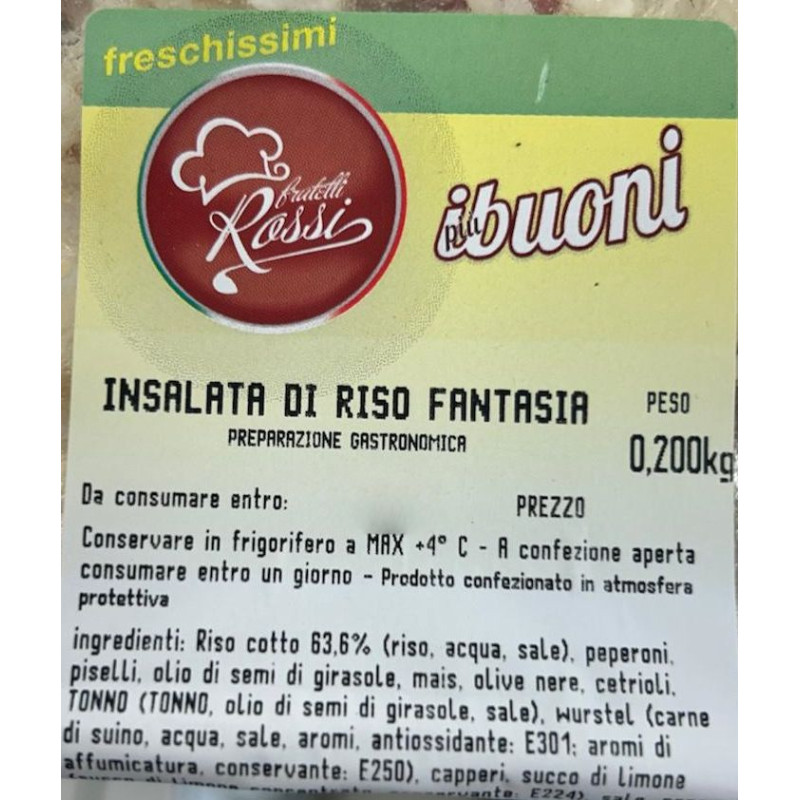 freschissimi
fratelli
Rossi
i più buoni
INSALATA DI RISO FANTASIA
PESO
PREPARAZIONE GASTRONOMICA
0,200kg
Da consumare entro:
PREZZO
Conservare in frigorifero a MAX +4° C - A confezione aperta
consumare entro un giorno - Prodotto confezionato in atmosfera
protettiva
ingredienti: Riso cotto 63,6% (riso, acqua, sale), peperoni,
piselli, olio di semi di girasole, mais, olive nere, cetrioli,
TONNO (TONNO, olio di semi di girasole, sale), wurstel (carne
di suino, acqua, sale, aromi, antiossidante: E301; aromi di
affumicatura, conservante: E250), capperi, succo di limone
E224)